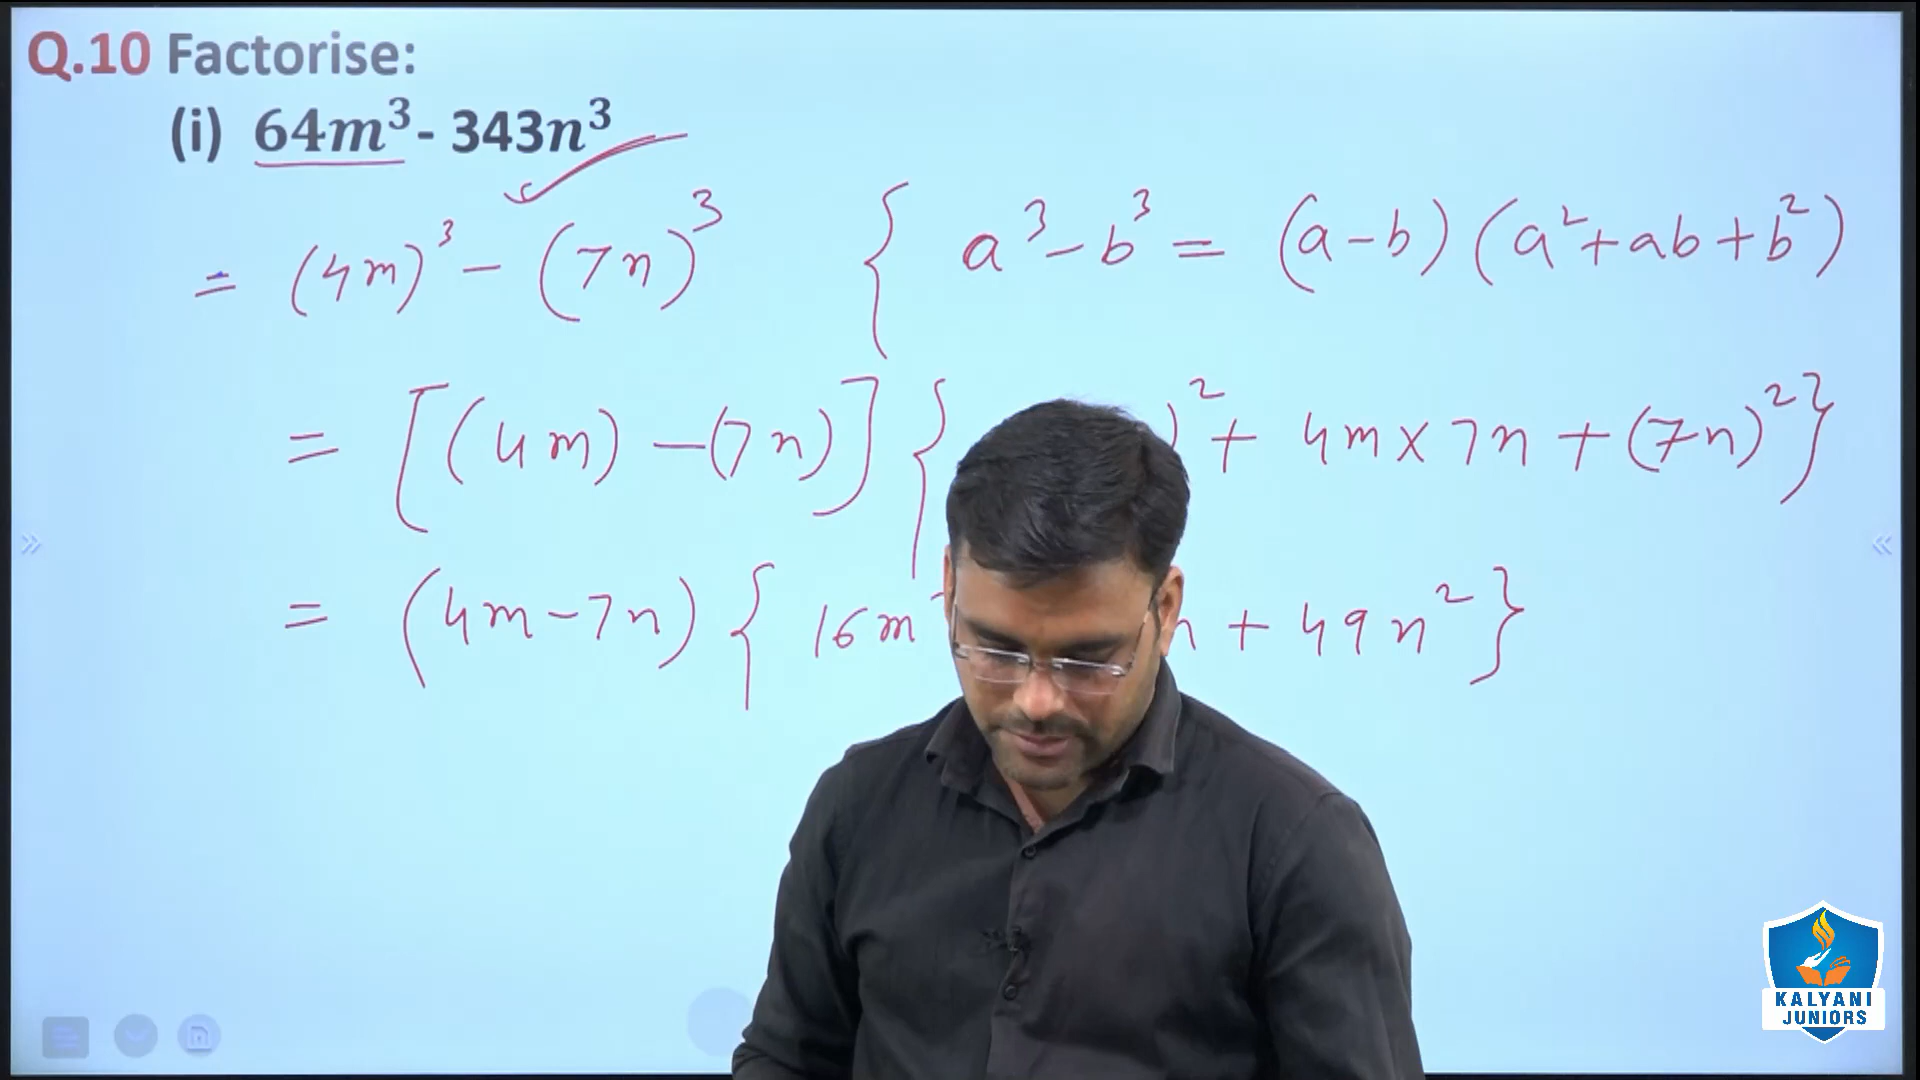 Q.10 Factorise:
(i) 64m³- 343n³
= (4m)³ - (7n)³ { a³-b³ = (a-b) (a²+ab+b²)
= [(4m) -(7n)] { )² + 4m×7n + (7n)²}
= (4m-7n) { 16m n + 49n² }
KALYANI
JUNIORS